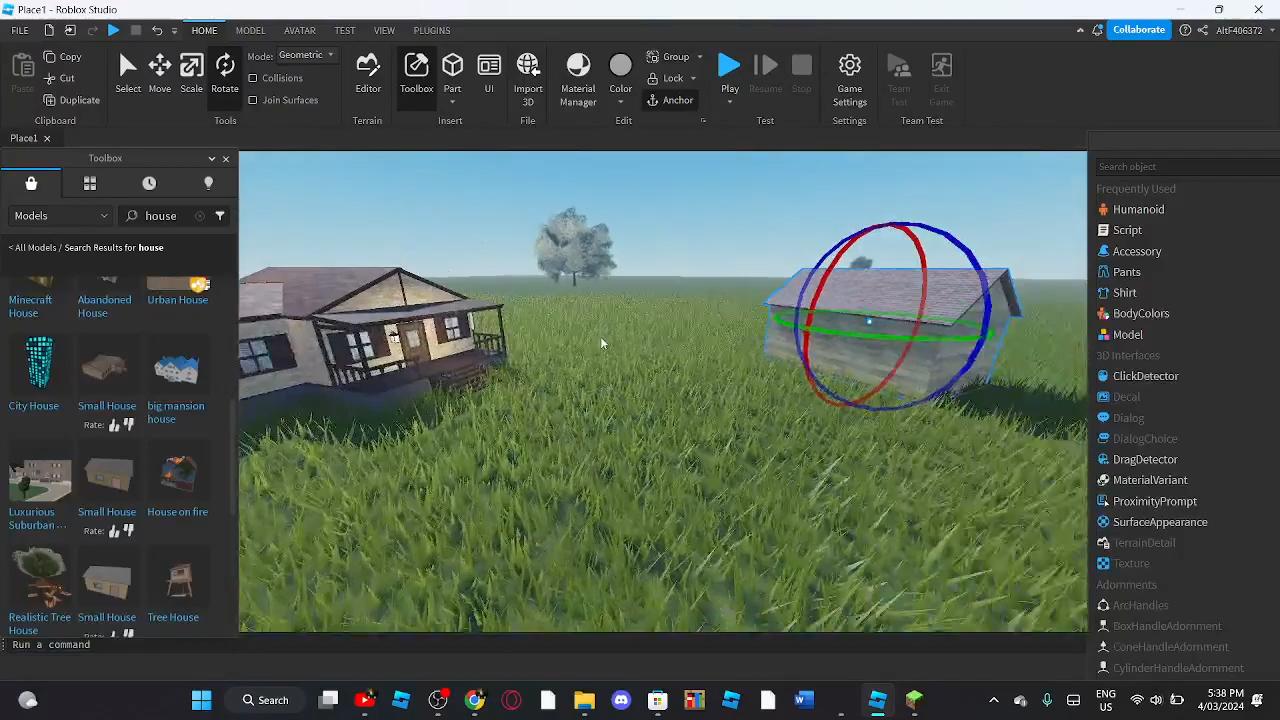 Place1 - Roblox Studio
FILE
HOME MODEL AVATAR TEST VIEW PLUGINS
Collaborate
AtEF406372
Paste
Copy
Cut
Duplicate
Clipboard
Select Move Scale Rotate
Mode: Geometric
Collisions
Join Surfaces
Tools
Editor
Terrain
Toolbox Part UI
Insert
Import
3D
File
Material
Manager
Color
Group
Lock
Anchor
Edit
Play Resume Stop
Test
Game
Settings
Settings
Team
Test
Exit
Game
Team Test
Place1
Toolbox
Models
house
< All Models / Search Results for house
Minecraft
House
Abandoned
House
Urban House
City House
Small House
Rate:
big mansion
house
Luxurious
Suburban ...
Small House
Rate:
House on fire
Realistic Tree
House
Small House
Rate:
Tree House
Run a command
Search object
Frequently Used
Humanoid
Script
Accessory
Pants
Shirt
BodyColors
Model
3D Interfaces
ClickDetector
Decal
Dialog
DialogChoice
DragDetector
MaterialVariant
ProximityPrompt
SurfaceAppearance
TerrainDetail
Texture
Adornments
ArcHandles
BoxHandleAdornment
ConeHandleAdornment
CylinderHandleAdornment
Search
ENG
US
5:38 PM
4/03/2024